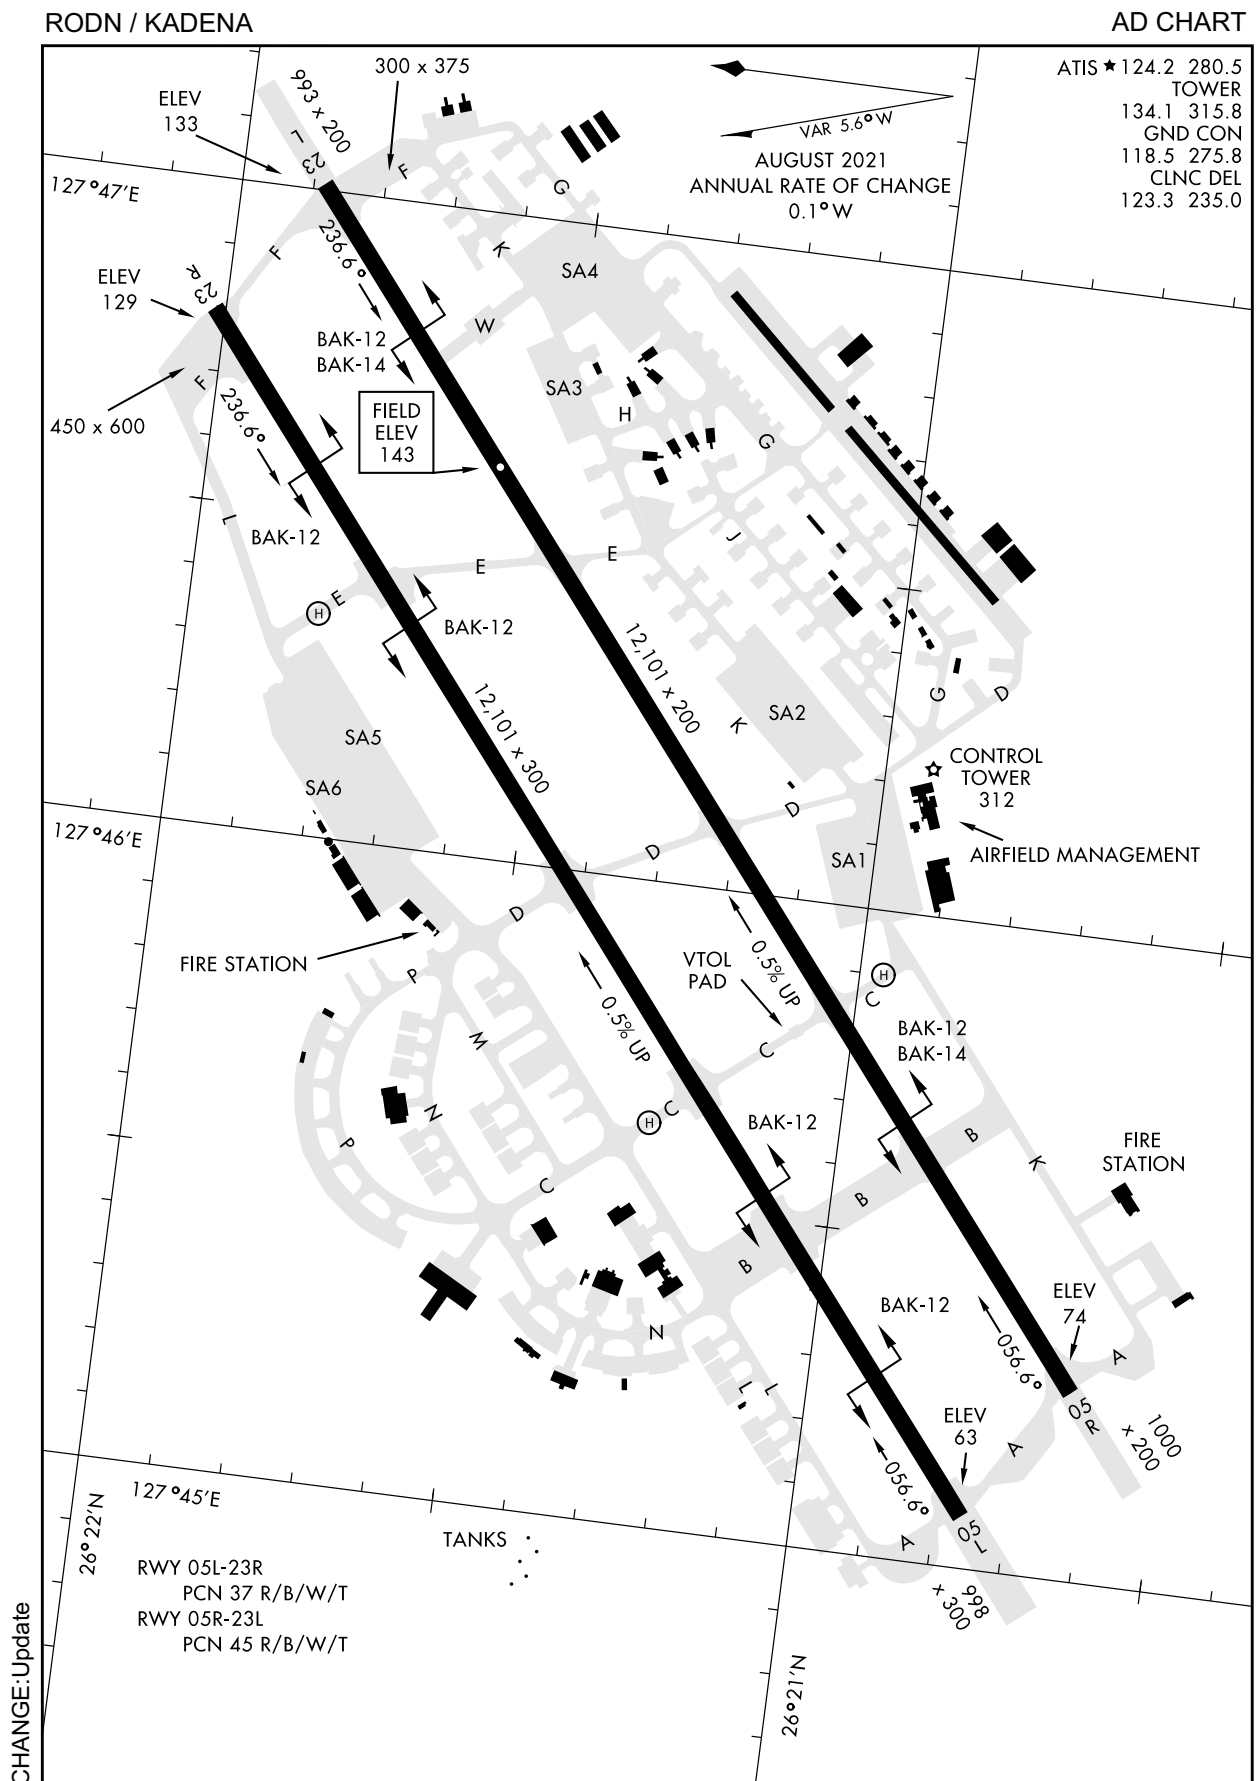 RODN / KADENA
AD CHART
ATIS ★ 124.2 280.5
TOWER
134.1 315.8
GND CON
118.5 275.8
CLNC DEL
123.3 235.0
VAR 5.6° W
AUGUST 2021
ANNUAL RATE OF CHANGE
0.1° W
300 x 375
993 x 200
ELEV
133
23
L
F
F
G
127°47'E
236.6°
K
SA4
ELEV
129
23
R
W
BAK-12
BAK-14
SA3
H
F
450 x 600
236.6°
FIELD
ELEV
143
G
L
BAK-12
J
E
E
E
H
BAK-12
12,101 x 200
12,101 x 300
K
SA2
G
D
SA5
SA6
CONTROL
TOWER
312
D
D
127°46'E
SA1
AIRFIELD MANAGEMENT
D
FIRE STATION
P
VTOL
PAD
0.5% UP
0.5% UP
H
C
M
C
BAK-12
BAK-14
N
P
H
C
BAK-12
B
K
FIRE
STATION
C
B
B
BAK-12
ELEV
74
056.6°
N
A
L
L
05
R
1000
x 200
ELEV
63
A
056.6°
05
L
A
998
x 300
127°45'E
26°22'N
TANKS
RWY 05L-23R
PCN 37 R/B/W/T
RWY 05R-23L
PCN 45 R/B/W/T
26°21'N
CHANGE:Update